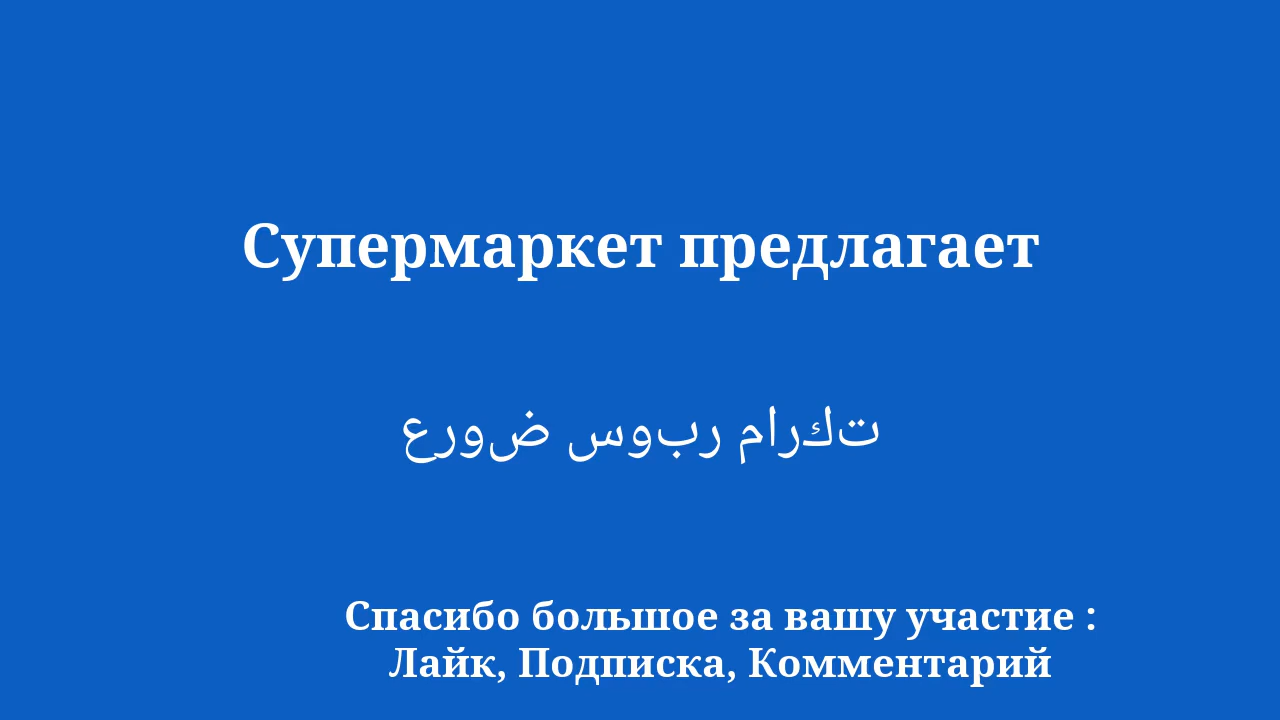 Супермаркет предлагает
عروض سوبر ماركت
Спасибо большое за вашу участие :
Лайк, Подписка, Комментарий